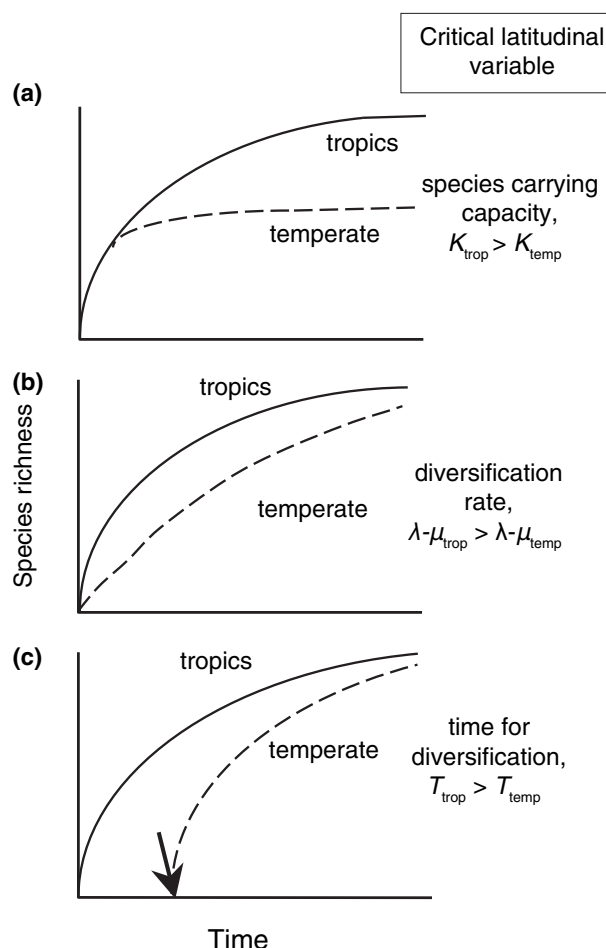 Critical latitudinal
variable
(a)
tropics
temperate
species carrying
capacity,
K_trop > K_temp
(b)
tropics
temperate
diversification
rate,
λ-μ_trop > λ-μ_temp
Species richness
(c)
tropics
temperate
time for
diversification,
T_trop > T_temp
Time